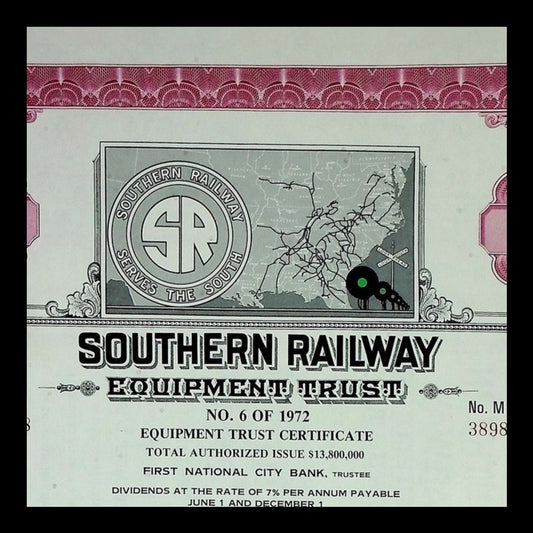 SOUTHERN RAILWAY
SR
SERVES THE SOUTH
SOUTHERN RAILWAY
EQUIPMENT TRUST
NO. 6 OF 1972
EQUIPMENT TRUST CERTIFICATE
TOTAL AUTHORIZED ISSUE $13,800,000
FIRST NATIONAL CITY BANK, TRUSTEE
No. M
3898
DIVIDENDS AT THE RATE OF 7% PER ANNUM PAYABLE
JUNE 1 AND DECEMBER 1